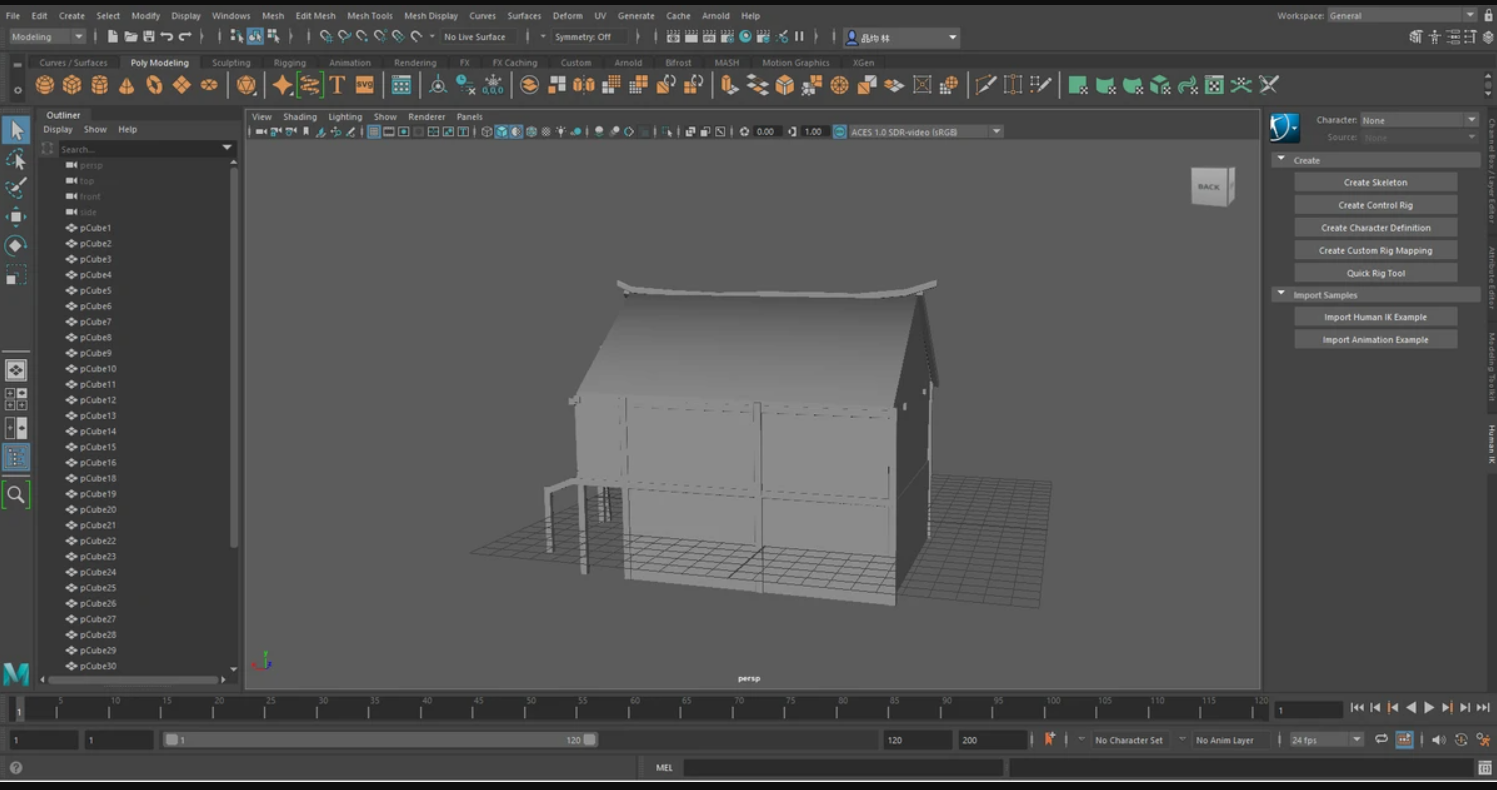 File Edit Create Select Modify Display Windows Mesh Edit Mesh Mesh Tools Mesh Display Curves Surfaces Deform UV Generate Cache Arnold Help
Workspace: General
Modeling
No Live Surface
Symmetry: Off
Curves / Surfaces Poly Modeling Sculpting Rigging Animation Rendering FX FX Caching Custom Arnold Bifrost MASH Motion Graphics XGen
T
SVG
0,0,0
Outliner
Display Show Help
Search...
persp
top
front
side
pCube1
pCube2
pCube3
pCube4
pCube5
pCube6
pCube7
pCube8
pCube9
pCube10
pCube11
pCube12
pCube13
pCube14
pCube15
pCube16
pCube18
pCube19
pCube20
pCube21
pCube22
pCube23
pCube24
pCube25
pCube26
pCube27
pCube28
pCube29
pCube30
View Shading Lighting Show Renderer Panels
0.00
1.00
ACES 1.0 SDR-video (sRGB)
BACK
persp
Character: None
Source: None
Create
Create Skeleton
Create Control Rig
Create Character Definition
Create Custom Rig Mapping
Quick Rig Tool
Import Samples
Import Human IK Example
Import Animation Example
Channel Box / Layer Editor
Attribute Editor
Modeling Toolkit
Human IK
M
1 5 10 15 20 25 30 35 40 45 50 55 60 65 70 75 80 85 90 95 100 105 110 115 120
1
1 1 1 120 120 200
No Character Set
No Anim Layer
24 fps
MEL